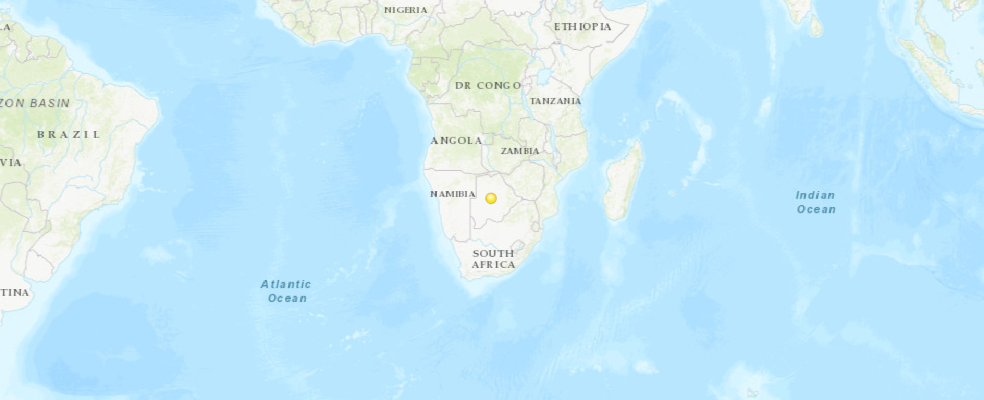 NIGERIA
ETHIOPIA
DR CONGO
ZON BASIN
TANZANIA
BRAZIL
ANGOLA
ZAMBIA
VIA
NAMIBIA
Indian
Ocean
SOUTH
AFRICA
Atlantic
Ocean
TINA